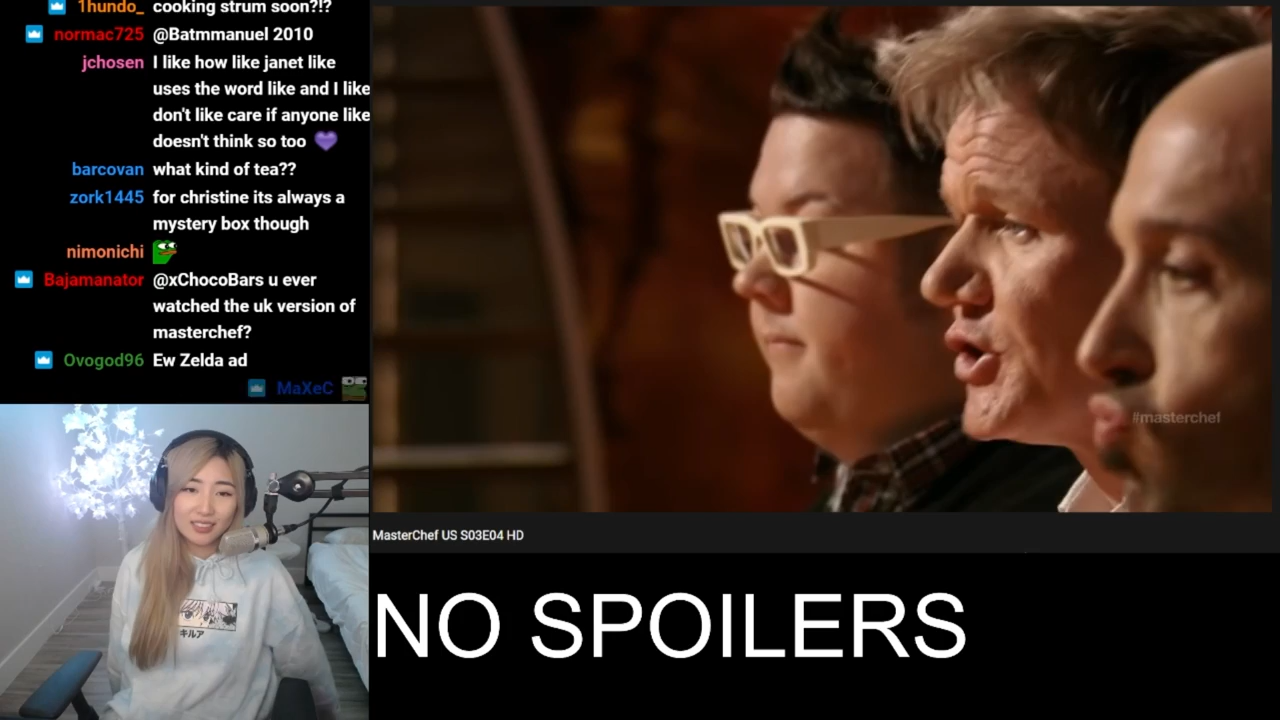 1hundo_ cooking strum soon?!?
normac725 @Batmmanuel 2010
jchosen I like how like janet like
uses the word like and I like
don't like care if anyone like
doesn't think so too
barcovan what kind of tea??
zork1445 for christine its always a
mystery box though
nimonichi
Bajamanator @xChocoBars u ever
watched the uk version of
masterchef?
Ovogod96 Ew Zelda ad
MaXeC
#masterchef
MasterChef US S03E04 HD
NO SPOILERS
キルア